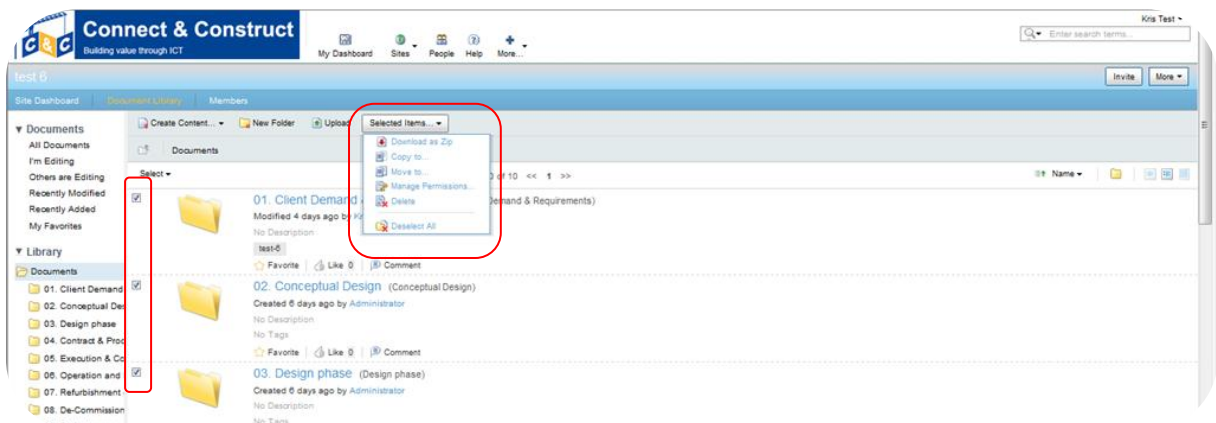 Connect & Construct
Building value through ICT
C & C
My Dashboard Sites People Help More...
Kris Test
Enter search terms...
test 6
Invite More
Site Dashboard Document Library Members
Documents
All Documents
I'm Editing
Others are Editing
Recently Modified
Recently Added
My Favorites
Library
Documents
01. Client Demand
02. Conceptual Des
03. Design phase
04. Contract & Proc
05. Execution & Co
06. Operation and
07. Refurbishment
08. De-Commission
Create Content... New Folder Upload Selected Items...
Documents
Download as Zip
Copy to...
Move to...
Manage Permissions...
Delete
Deselect All
Select
of 10 << 1 >>
Name
01. Client Demand emand & Requirements)
Modified 4 days ago by
No Description
test-6
Favorite Like 0 Comment
02. Conceptual Design (Conceptual Design)
Created 6 days ago by Administrator
No Description
No Tags
Favorite Like 0 Comment
03. Design phase (Design phase)
Created 6 days ago by Administrator
No Description
No Tags